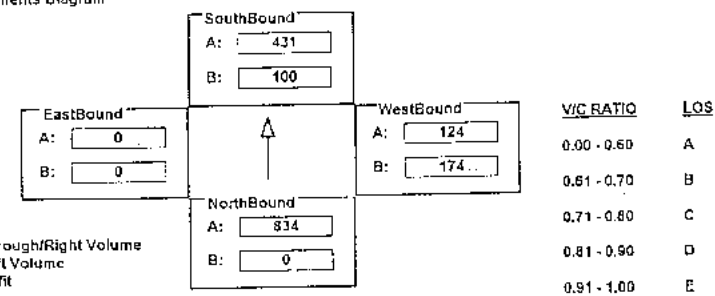 Diagram
SouthBound
A: 431
B: 100
EastBound
A: 0
B: 0
WestBound
A: 124
B: 174
NorthBound
A: 834
B: 0
V/C RATIO LOS
0.00 - 0.60 A
0.61 - 0.70 B
0.71 - 0.80 C
0.81 - 0.90 D
0.91 - 1.00 E
rough/Right Volume
ft Volume
fit